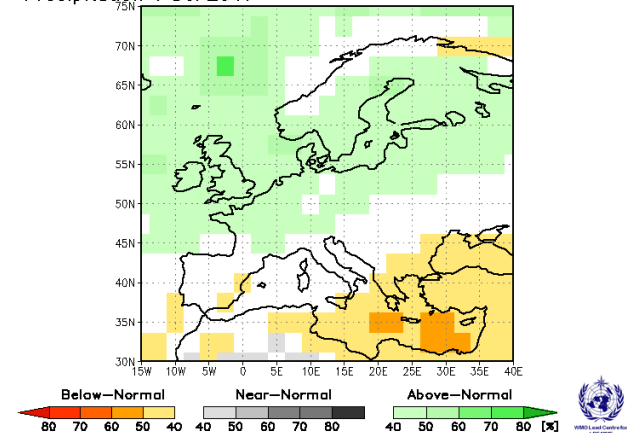 75N
70N
65N
60N
55N
50N
45N
40N
35N
30N
15W 10W 5W 0 5E 10E 15E 20E 25E 30E 35E 40E
Below-Normal Near-Normal Above-Normal
80 70 60 50 40 40 50 60 70 80 40 50 60 70 80 [%]
WMO Lead Centre for